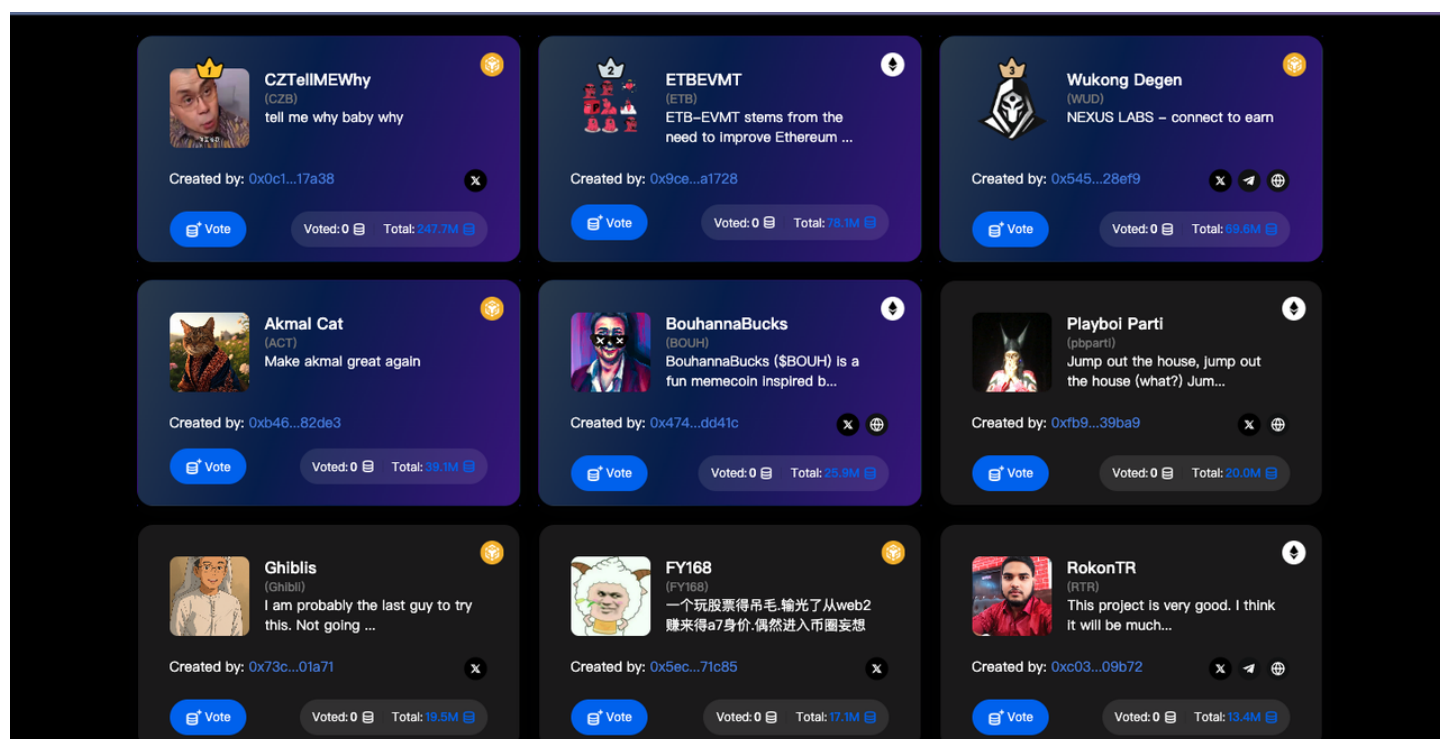 1
CZTellMEWhy
(CZB)
tell me why baby why
Created by: 0x0c1...17a38
Vote
Voted: 0
Total: 247.7M
2
ETBEVMT
(ETB)
ETB-EVMT stems from the
need to improve Ethereum ...
Created by: 0x9ce...a1728
Vote
Voted: 0
Total: 78.1M
3
Wukong Degen
(WUD)
NEXUS LABS – connect to earn
Created by: 0x545...28ef9
Vote
Voted: 0
Total: 69.6M
Akmal Cat
(ACT)
Make akmal great again
Created by: 0xb46...82de3
Vote
Voted: 0
Total: 39.1M
BouhannaBucks
(BOUH)
BouhannaBucks ($BOUH) is a
fun memecoin inspired b...
Created by: 0x474...dd41c
Vote
Voted: 0
Total: 25.9M
Playboi Parti
(pbparti)
Jump out the house, jump out
the house (what?) Jum...
Created by: 0xfb9...39ba9
Vote
Voted: 0
Total: 20.0M
Ghiblis
(Ghibli)
I am probably the last guy to try
this. Not going ...
Created by: 0x73c...01a71
Vote
Voted: 0
Total: 19.5M
FY168
(FY168)
一个玩股票得吊毛.输光了从web2
赚来得a7身价.偶然进入币圈妄想
Created by: 0x5ec...71c85
Vote
Voted: 0
Total: 17.1M
RokonTR
(RTR)
This project is very good. I think
it will be much...
Created by: 0xc03...09b72
Vote
Voted: 0
Total: 13.4M